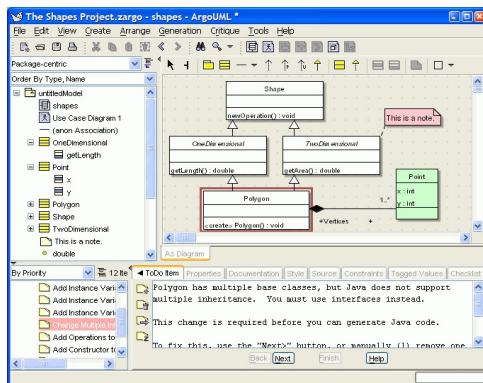 The Shapes Project.zargo - shapes - ArgoUML *
File Edit View Create Arrange Generation Critique Tools Help
Package-centric
Order By Type, Name
untitledModel
shapes
Use Case Diagram 1
(anon Association)
OneDimensional
getLength
Point
x
y
Polygon
Shape
TwoDimensional
This is a note.
double
Shape
newOperation() : void
This is a note.
OneDim ensional
getLength() : double
TwoDim ensional
getArea() : double
Polygon
<create> Polygon() : void
1..*
+Vertices +
Point
x : int
y : int
As Diagram
By Priority
12 Ite
Add Instance Vari
Add Instance Vari
Add Instance Vari
Change Multiple In
Add Operations to
Add Constructor t
ToDo Item Properties Documentation Style Source Constraints Tagged Values Checklist
Polygon has multiple base classes, but Java does not support
multiple inheritance. You must use interfaces instead.
This change is required before you can generate Java code.
To fix this, use the "Next>" button, or manually (1) remove one
Back Next Finish Help